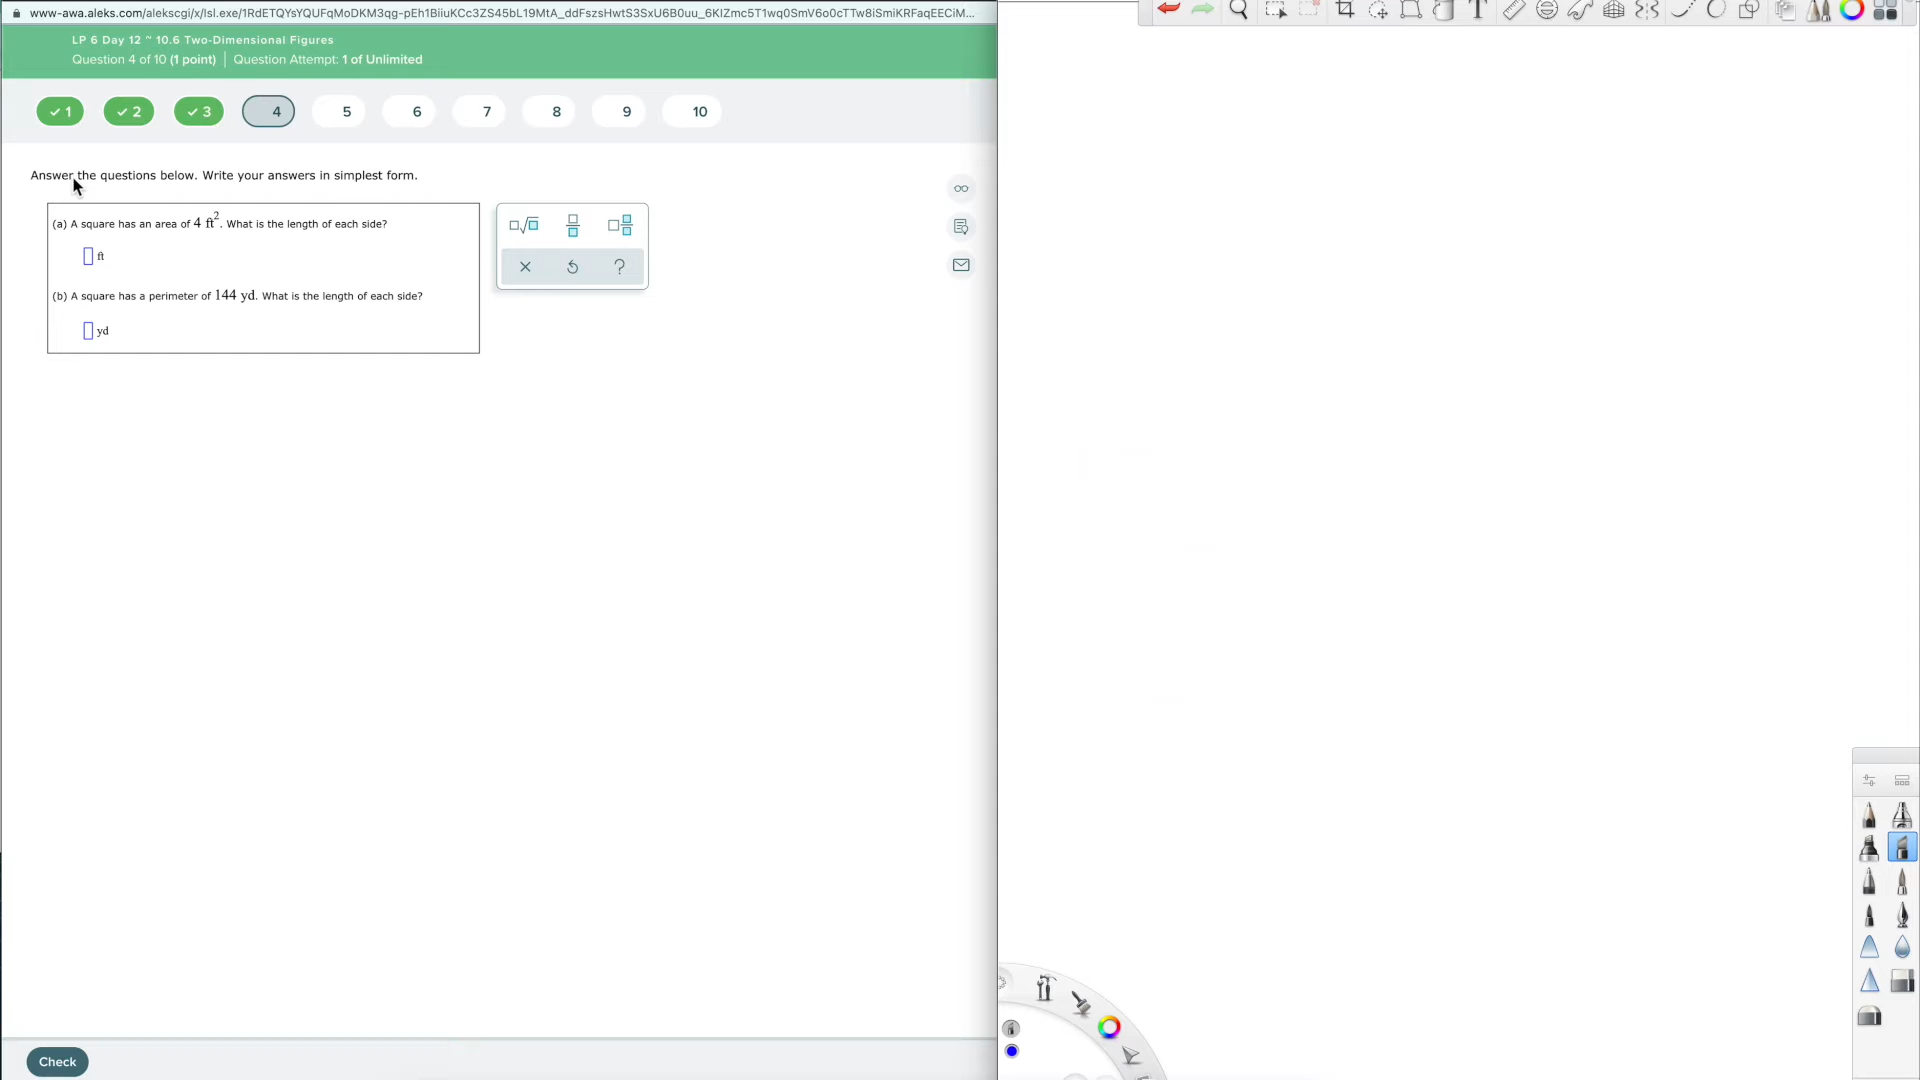 www-awa.aleks.com/alekscgi/x/Isl.exe/1RdETQYsYQUFqMoDKM3qg-pEh1BiiuKCc3ZS45bL19MtA_ddFszsHwtS3SxU6B0uu_6KIZmc5T1wq0SmV6o0cTTw8iSmiKRFaqEECiM...
LP 6 Day 12 ~ 10.6 Two-Dimensional Figures
Question 4 of 10 (1 point) | Question Attempt: 1 of Unlimited
✓ 1 ✓ 2 ✓ 3 4 5 6 7 8 9 10
Answer the questions below. Write your answers in simplest form.
(a) A square has an area of 4 ft². What is the length of each side?
ft
(b) A square has a perimeter of 144 yd. What is the length of each side?
yd
Check